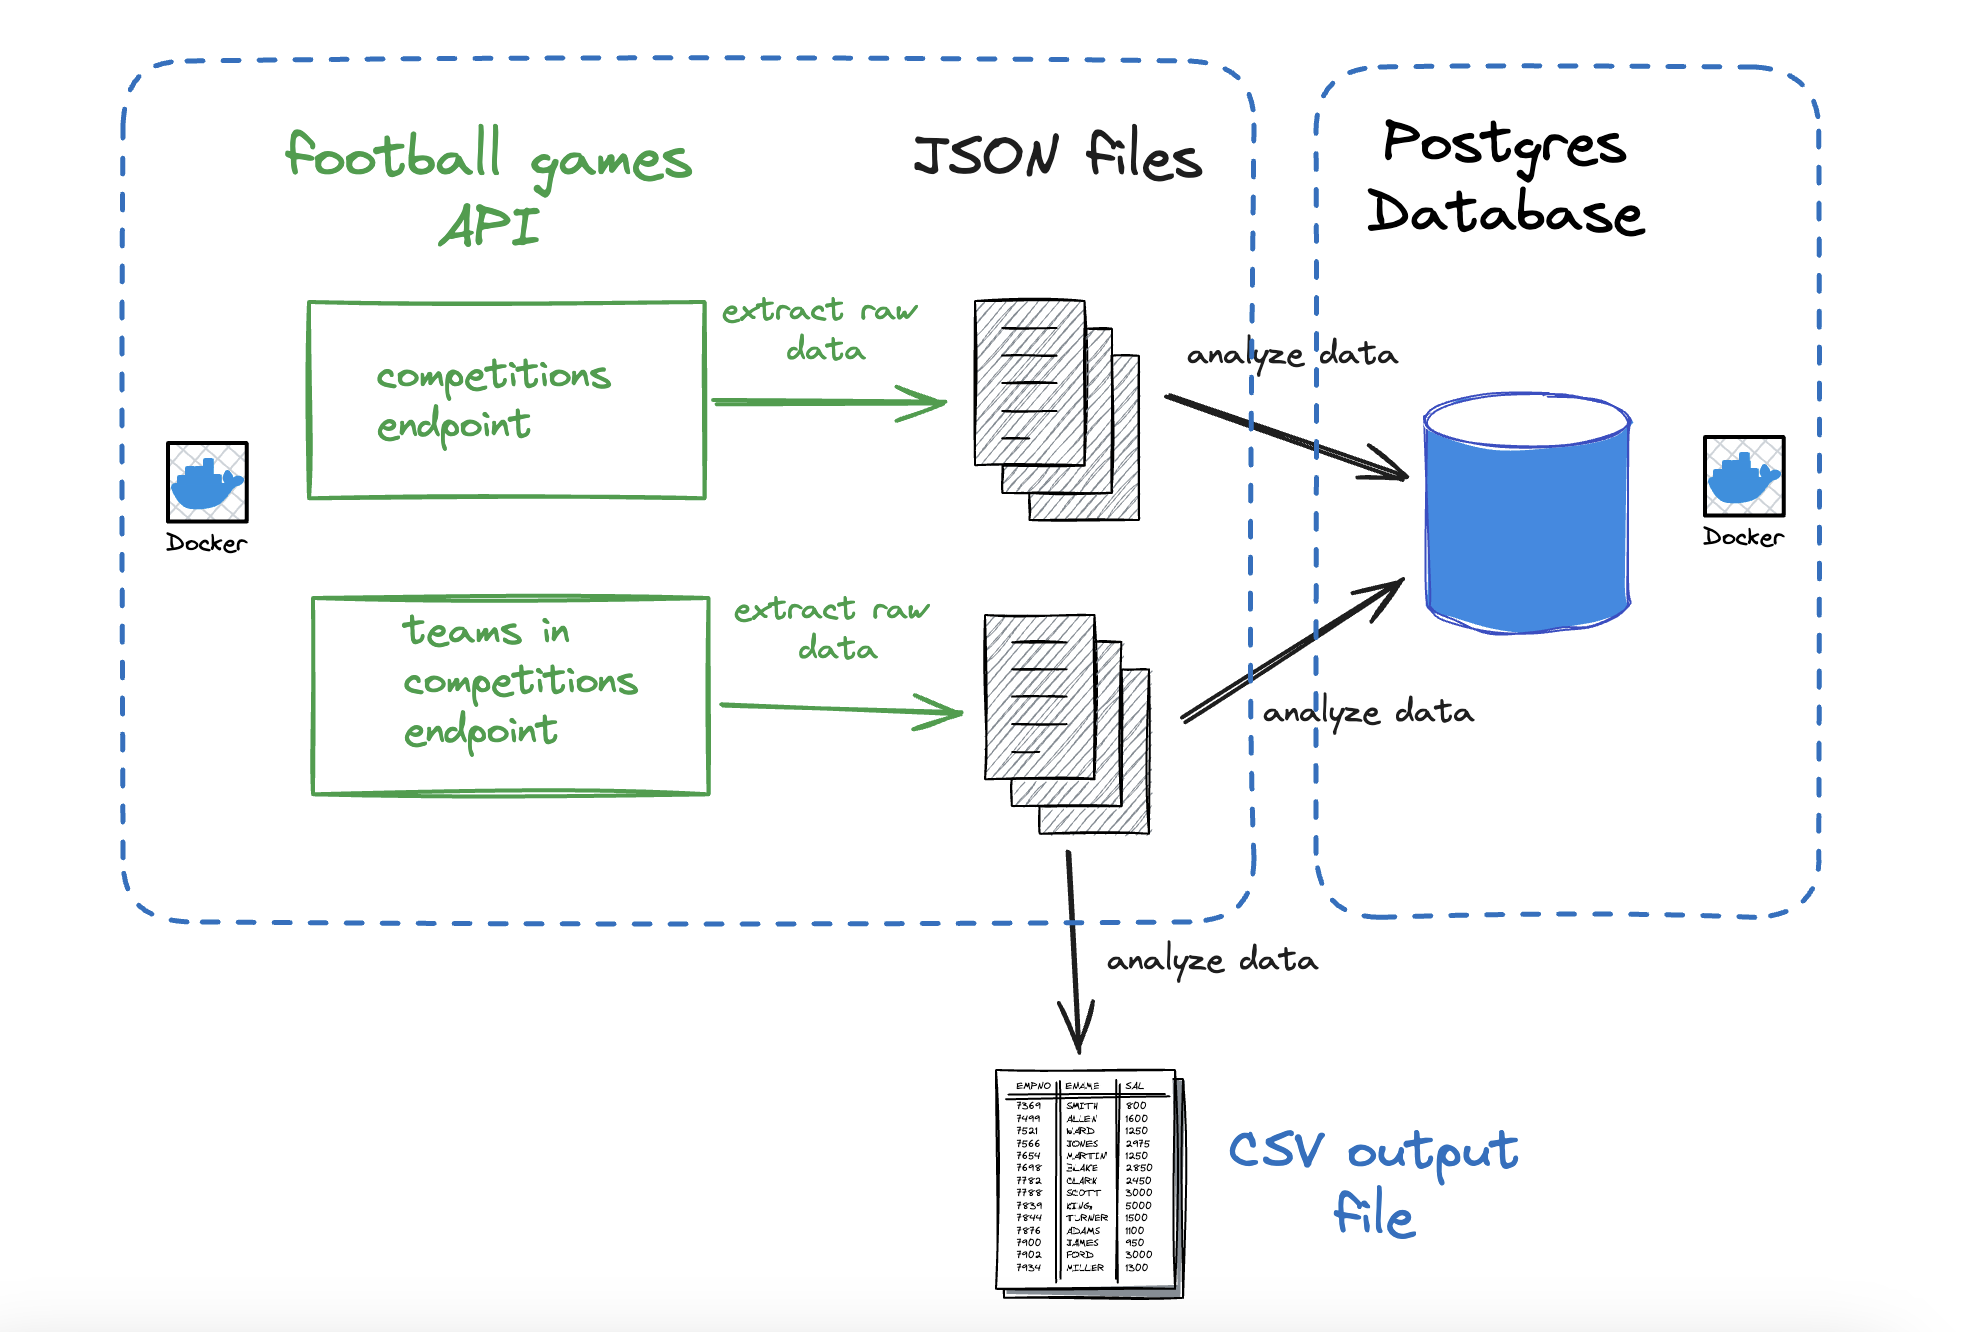 football games
API
JSON files
Postgres
Database
competitions
endpoint
extract raw
data
analyze data
Docker
Docker
teams in
competitions
endpoint
extract raw
data
analyze data
analyze data
EMPNO ENAME SAL
7369 SMITH 800
7499 ALLEN 1600
7521 WARD 1250
7566 JONES 2975
7654 MARTIN 1250
7698 BLAKE 2850
7782 CLARK 2450
7788 SCOTT 3000
7839 KING 5000
7844 TURNER 1500
7876 ADAMS 1100
7900 JAMES 950
7902 FORD 3000
7934 MILLER 1300
CSV output
file